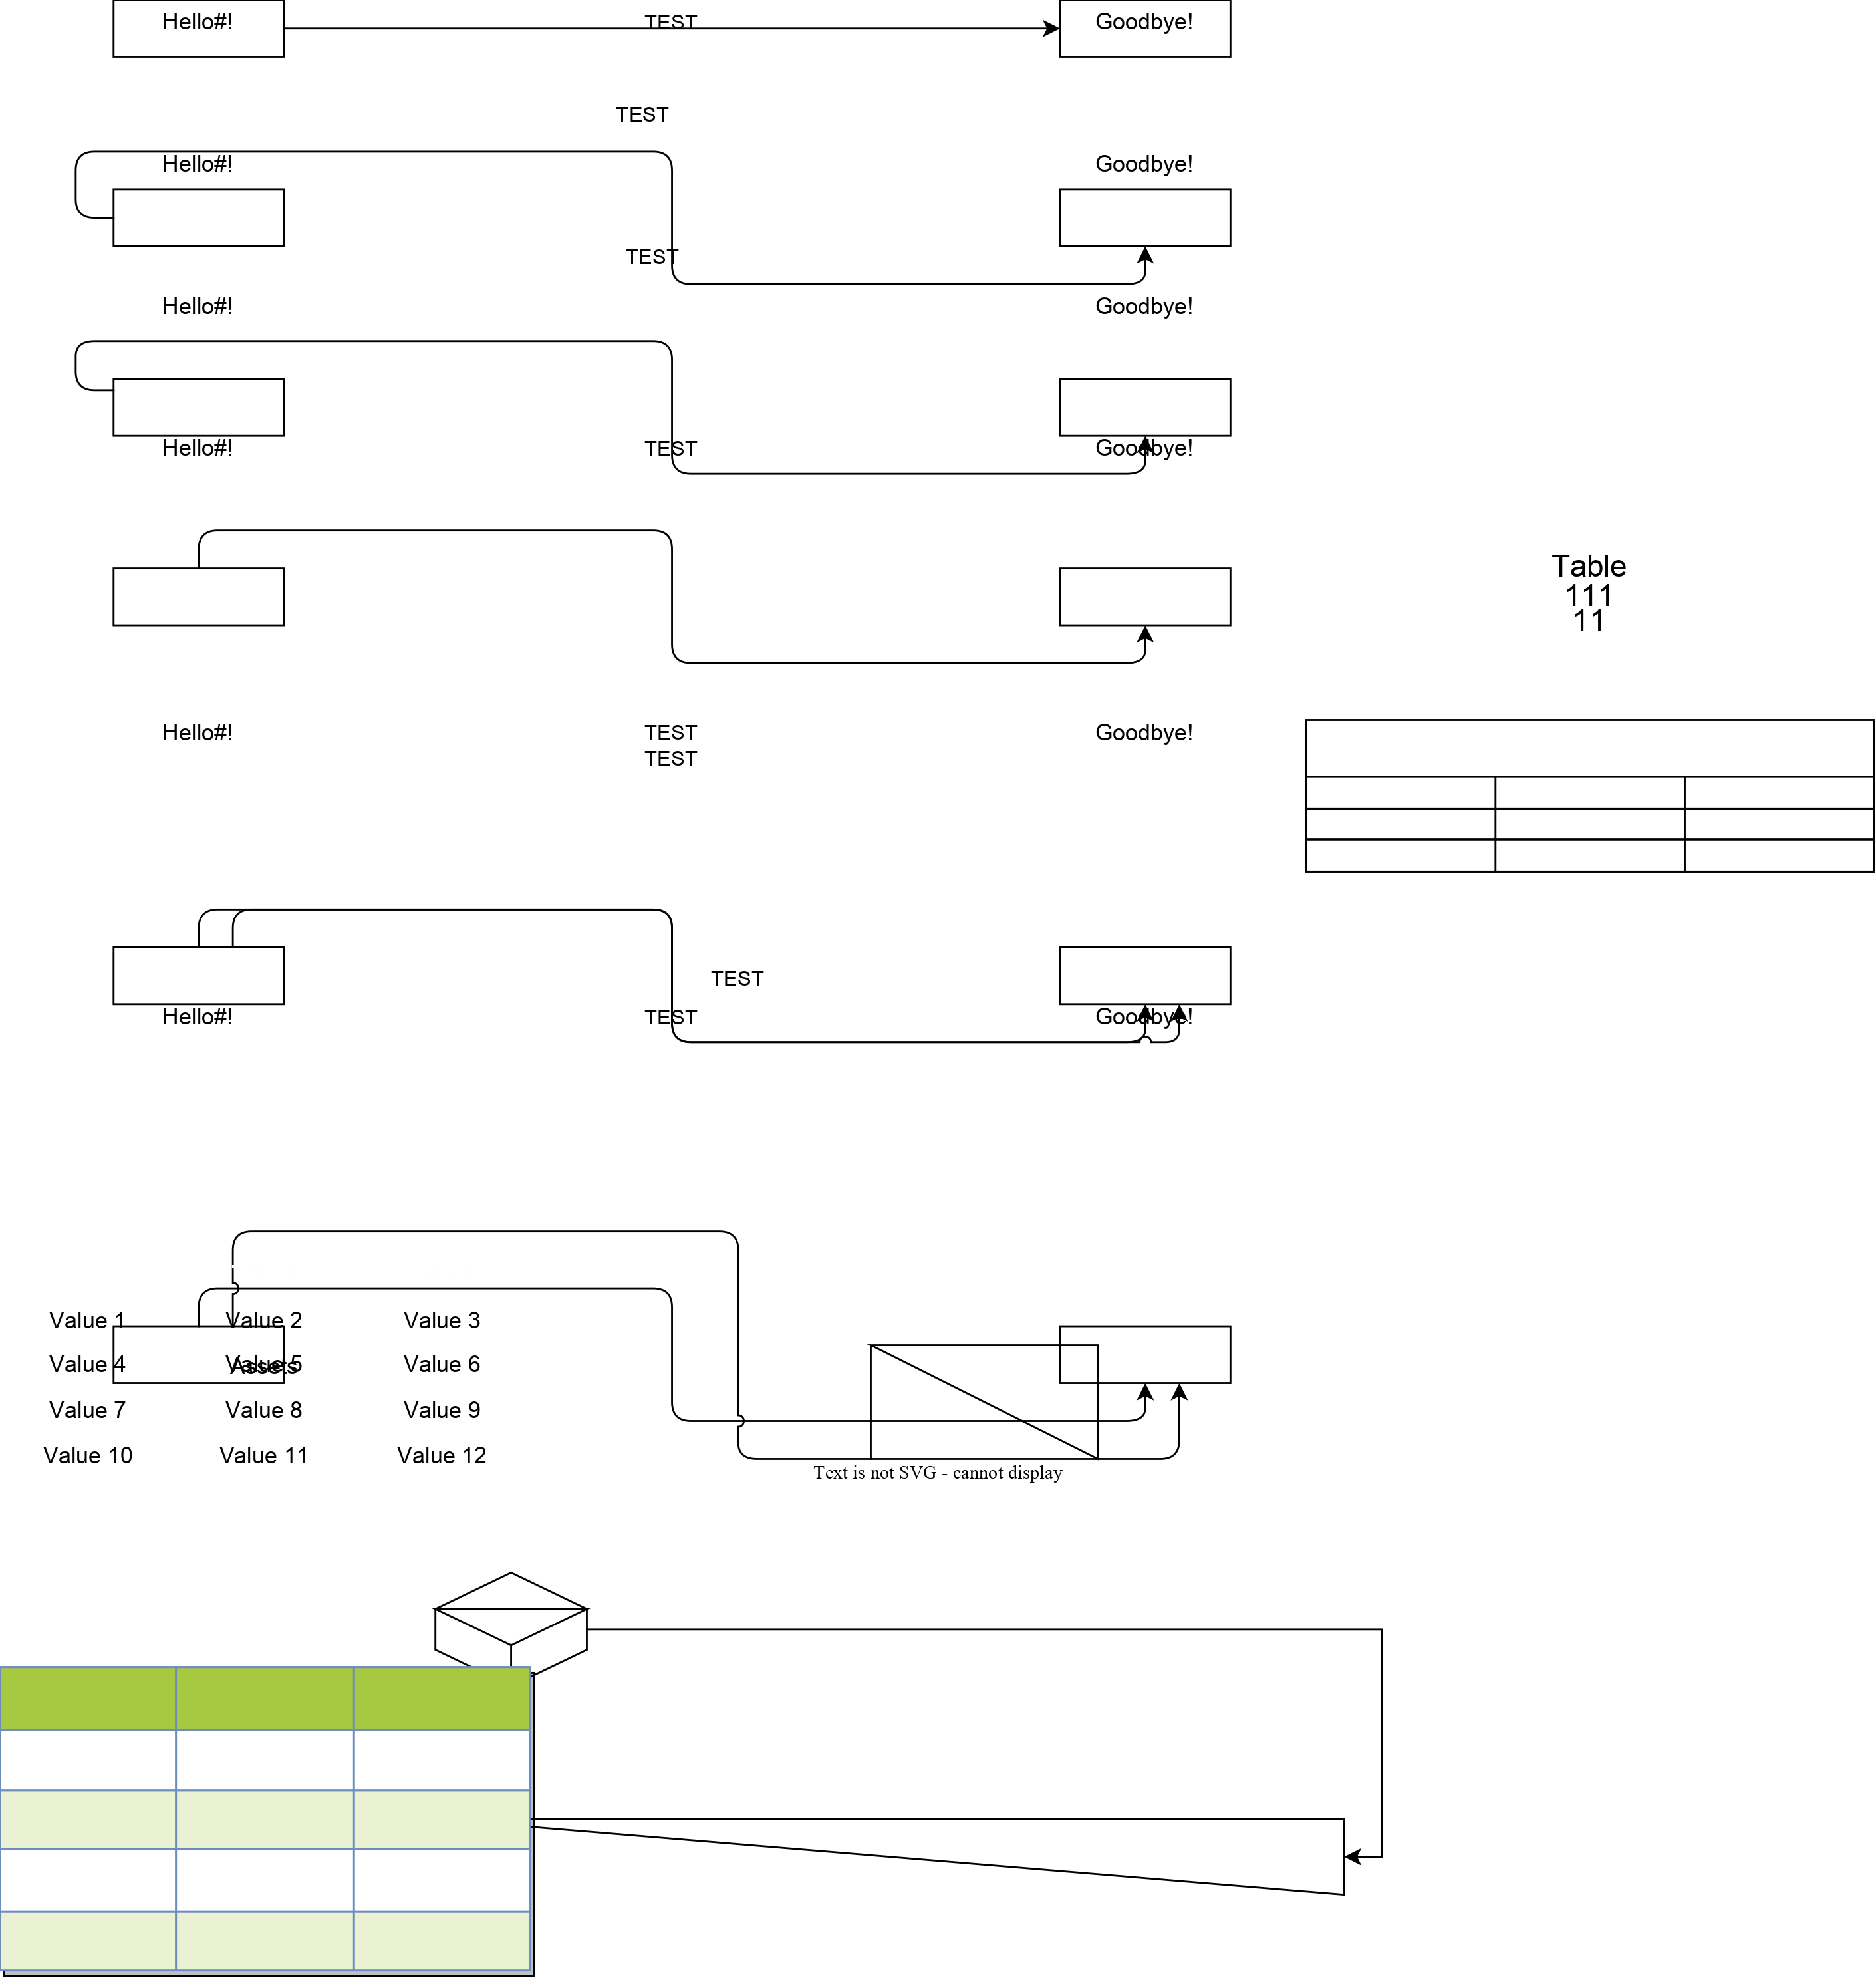 Hello#! TEST Goodbye!
TEST
Hello#! Goodbye!
TEST
Hello#! Goodbye!
Hello#! TEST Goodbye!
Table
111
11
Hello#! TEST Goodbye!
TEST
TEST
Hello#! TEST Goodbye!
Value 1 Value 2 Value 3
Value 4 Value 5 Value 6
Assets
Value 7 Value 8 Value 9
Value 10 Value 11 Value 12
Text is not SVG - cannot display